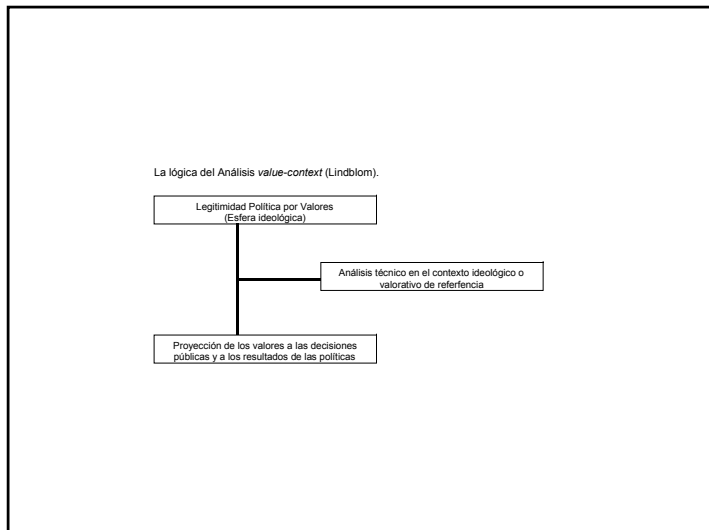 La lógica del Análisis value-context (Lindblom).
Legitimidad Política por Valores
(Esfera ideológica)
Análisis técnico en el contexto ideológico o
valorativo de referfencia
Proyección de los valores a las decisiones
públicas y a los resultados de las políticas